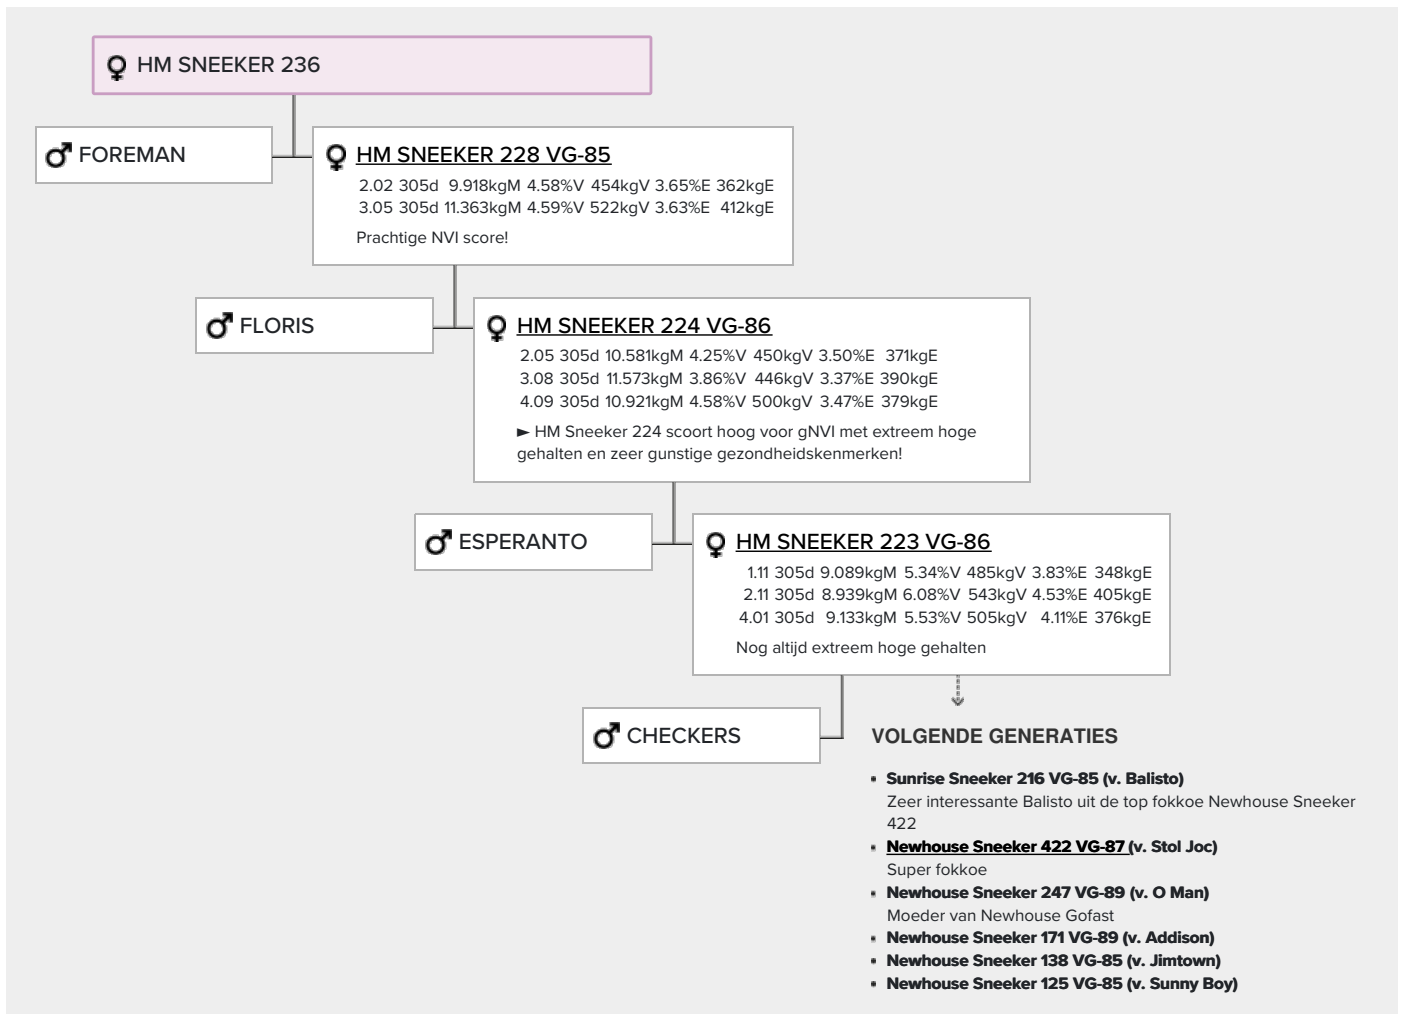 HM SNEEKER 236
FOREMAN
HM SNEEKER 228 VG-85
2.02 305d 9.918kgM 4.58%V 454kgV 3.65%E 362kgE
3.05 305d 11.363kgM 4.59%V 522kgV 3.63%E 412kgE
Prachtige NVI score!
FLORIS
HM SNEEKER 224 VG-86
2.05 305d 10.581kgM 4.25%V 450kgV 3.50%E 371kgE
3.08 305d 11.573kgM 3.86%V 446kgV 3.37%E 390kgE
4.09 305d 10.921kgM 4.58%V 500kgV 3.47%E 379kgE
► HM Sneeker 224 scoort hoog voor gNVI met extreem hoge
gehalten en zeer gunstige gezondheidskenmerken!
ESPERANTO
HM SNEEKER 223 VG-86
1.11 305d 9.089kgM 5.34%V 485kgV 3.83%E 348kgE
2.11 305d 8.939kgM 6.08%V 543kgV 4.53%E 405kgE
4.01 305d 9.133kgM 5.53%V 505kgV 4.11%E 376kgE
Nog altijd extreem hoge gehalten
CHECKERS
VOLGENDE GENERATIES
▪ Sunrise Sneeker 216 VG-85 (v. Balisto)
Zeer interessante Balisto uit de top fokkoe Newhouse Sneeker
422
▪ Newhouse Sneeker 422 VG-87 (v. Stol Joc)
Super fokkoe
▪ Newhouse Sneeker 247 VG-89 (v. O Man)
Moeder van Newhouse Gofast
▪ Newhouse Sneeker 171 VG-89 (v. Addison)
▪ Newhouse Sneeker 138 VG-85 (v. Jimtown)
▪ Newhouse Sneeker 125 VG-85 (v. Sunny Boy)